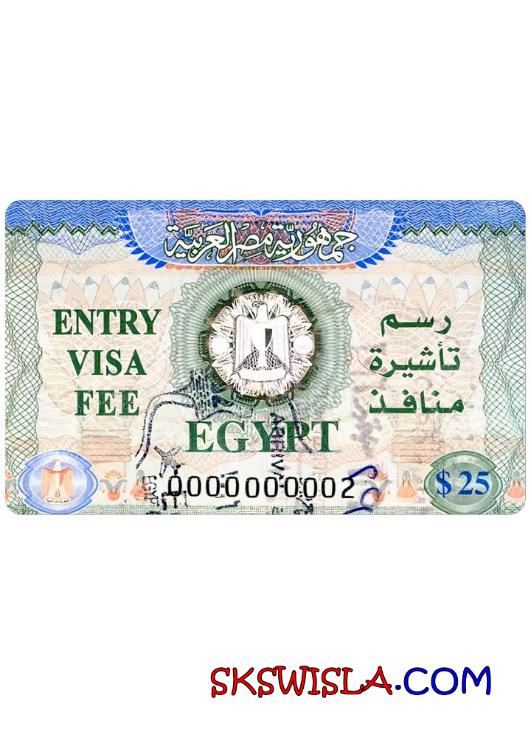 جمهورية مصر العربية
ENTRY
VISA
FEE
رسم
تأشيرة
منافذ
EGYPT
0000000002
$25
SKSWISLA.COM